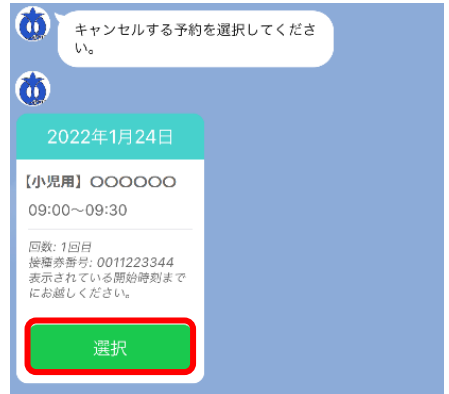 キャンセルする予約を選択してくださ
い。
2022年1月24日
【小児用】〇〇〇〇〇〇
09:00～09:30
回数: 1回目
接種券番号: 0011223344
表示されている開始時刻まで
にお越しください。
選択